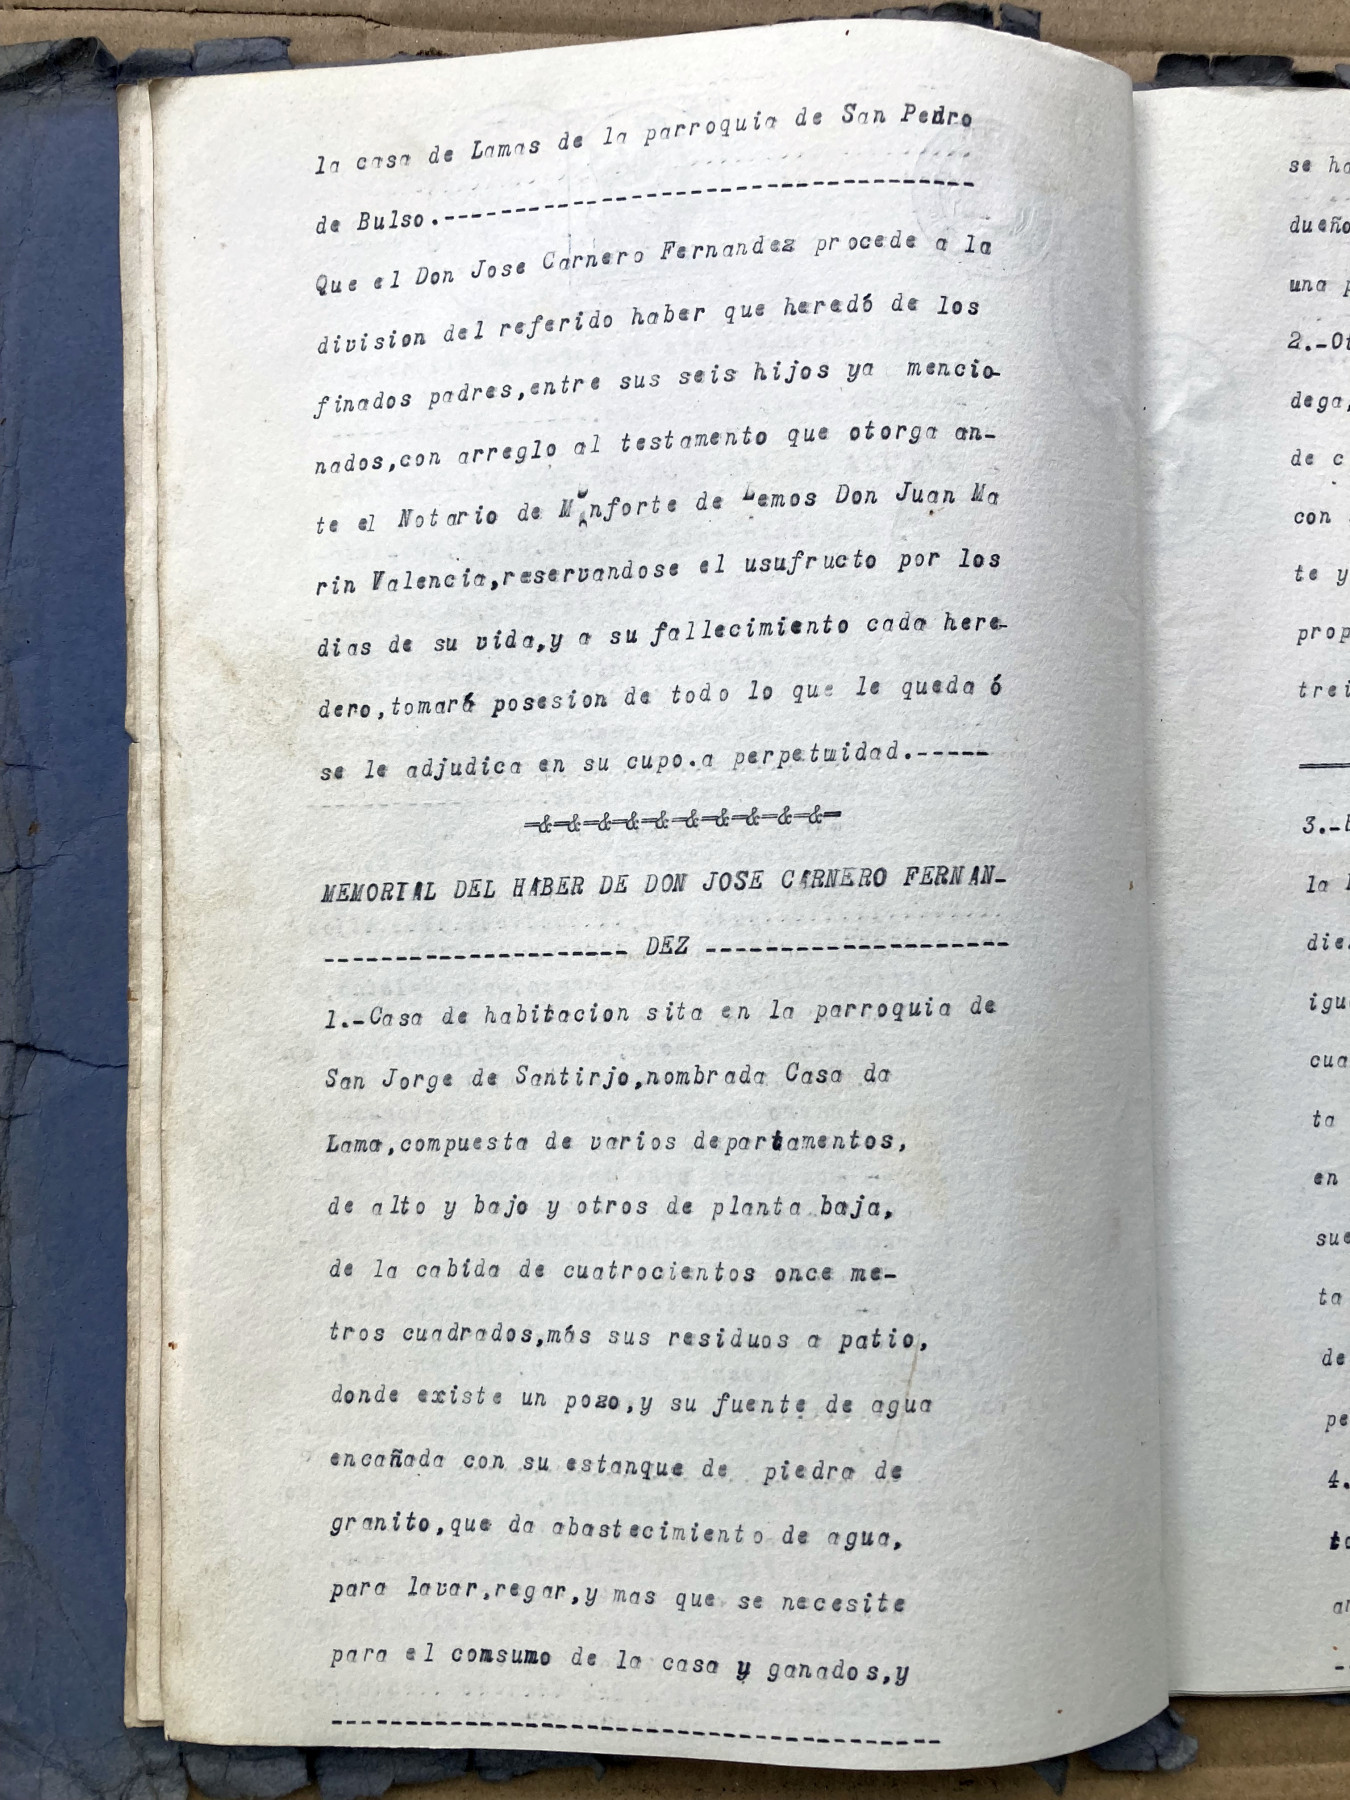 la casa de Lamas de la parroquia de San Pedro
de Bulso.-------------------------------------
Que el Don Jose Carnero Fernandez procede a la
division del referido haber que heredó de los
finados padres,entre sus seis hijos ya mencio-
nados,con arreglo al testamento que otorga an-
te el Notario de Monforte de Lemos Don Juan Ma
rin Valencia,reservandose el usufructo por los
dias de su vida,y a su fallecimiento cada here-
dero,tomará posesion de todo lo que le queda ó
se le adjudica en su cupo.a perpetuidad.-----
=&=&=&=&=&=&=&=&=&=&=
MEMORIAL DEL HABER DE DON JOSE CARNERO FERNAN-
--------------------- DEZ ---------------------
1.-Casa de habitacion sita en la parroquia de
San Jorge de Santirjo,nombrada Casa da
Lama,compuesta de varios departamentos,
de alto y bajo y otros de planta baja,
de la cabida de cuatrocientos once me-
tros cuadrados,más sus residuos a patio,
donde existe un pozo,y su fuente de agua
encañada con su estanque de piedra de
granito,que da abastecimiento de agua,
para lavar,regar,y mas que se necesite
para el comsumo de la casa y ganados,y
------------------------------------------
se
dueño
una
2.-
dega,
de
con
te y
3.-
la
ta
en
ta
de
4.